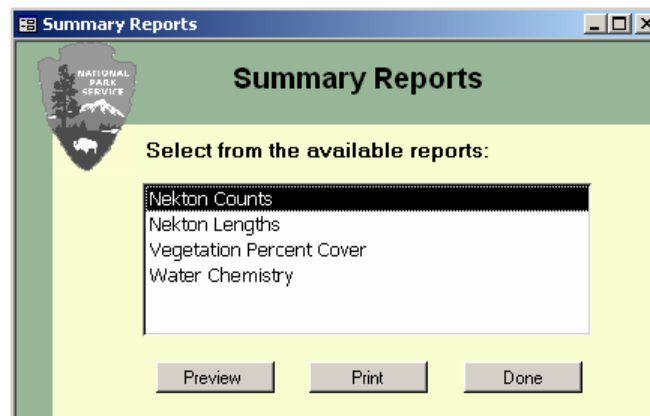 Summary Reports
NATIONAL
PARK
SERVICE
Summary Reports
Select from the available reports:
Nekton Counts
Nekton Lengths
Vegetation Percent Cover
Water Chemistry
Preview Print Done